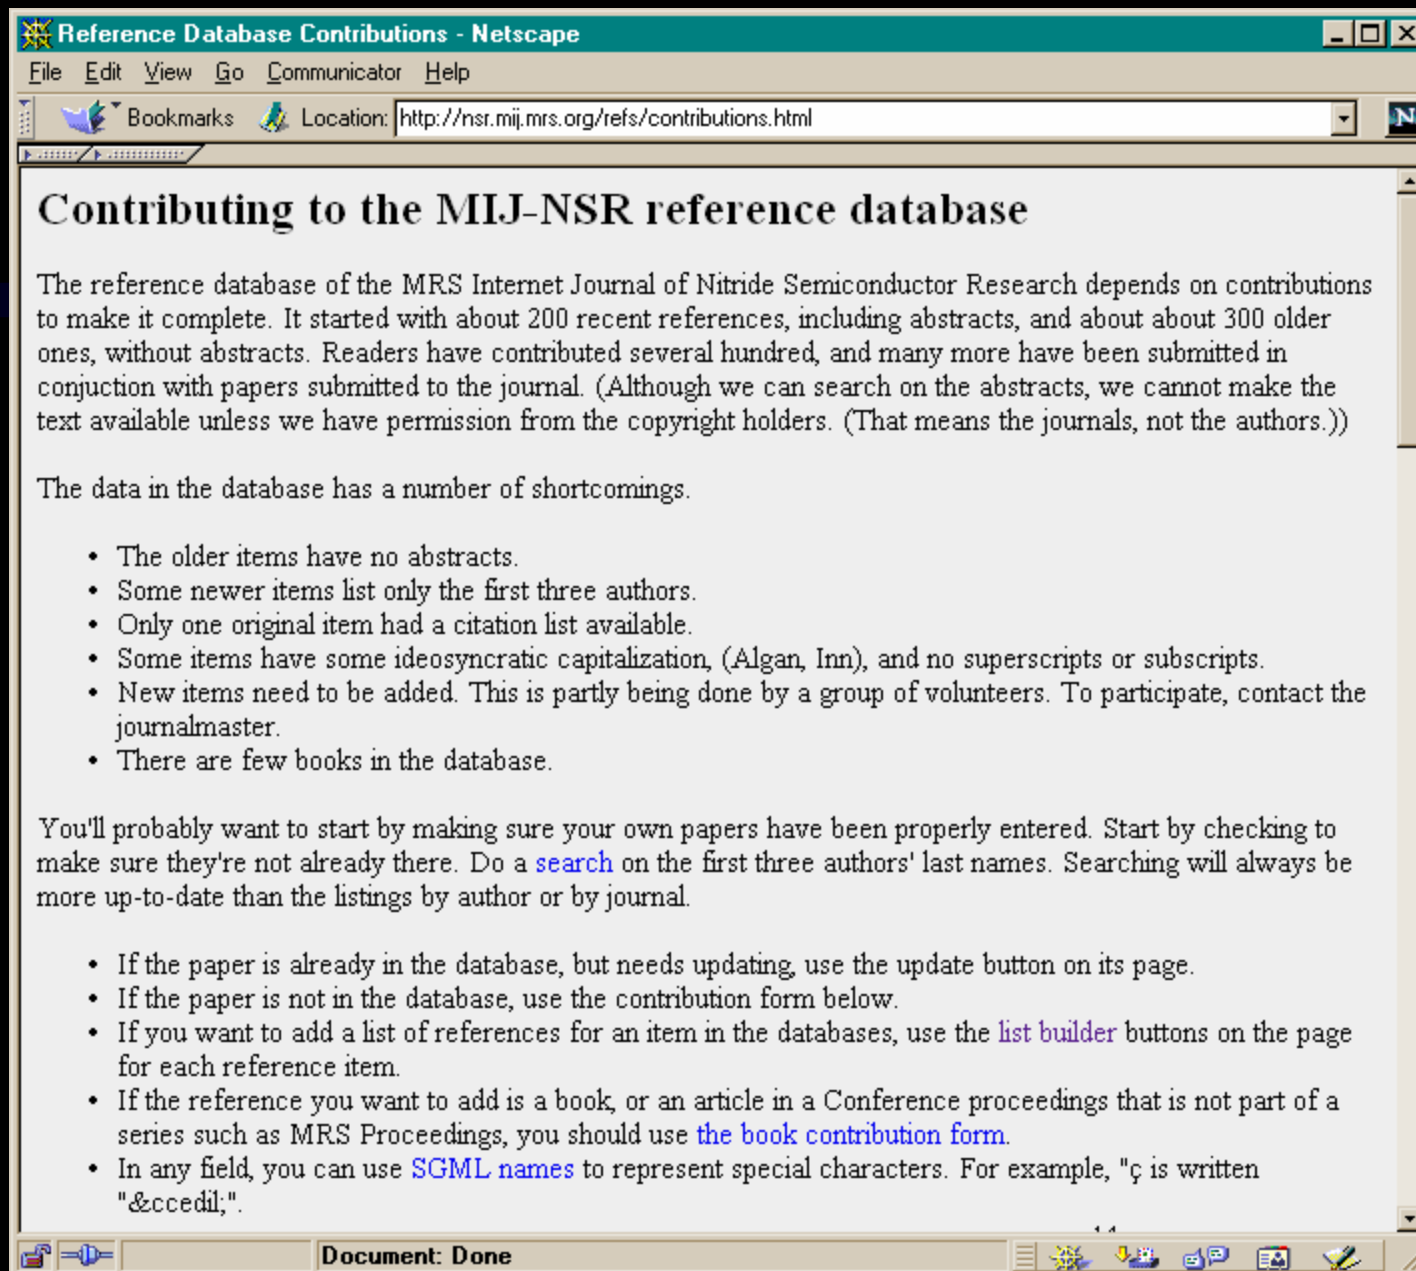 Reference Database Contributions - Netscape
File Edit View Go Communicator Help
Bookmarks Location: http://nsr.mij.mrs.org/refs/contributions.html
N
Contributing to the MIJ-NSR reference database
The reference database of the MRS Internet Journal of Nitride Semiconductor Research depends on contributions
to make it complete. It started with about 200 recent references, including abstracts, and about about 300 older
ones, without abstracts. Readers have contributed several hundred, and many more have been submitted in
conjuction with papers submitted to the journal. (Although we can search on the abstracts, we cannot make the
text available unless we have permission from the copyright holders. (That means the journals, not the authors.))
The data in the database has a number of shortcomings.
• The older items have no abstracts.
• Some newer items list only the first three authors.
• Only one original item had a citation list available.
• Some items have some ideosyncratic capitalization, (Algan, Inn), and no superscripts or subscripts.
• New items need to be added. This is partly being done by a group of volunteers. To participate, contact the
journalmaster.
• There are few books in the database.
You'll probably want to start by making sure your own papers have been properly entered. Start by checking to
make sure they're not already there. Do a search on the first three authors' last names. Searching will always be
more up-to-date than the listings by author or by journal.
• If the paper is already in the database, but needs updating, use the update button on its page.
• If the paper is not in the database, use the contribution form below.
• If you want to add a list of references for an item in the databases, use the list builder buttons on the page
for each reference item.
• If the reference you want to add is a book, or an article in a Conference proceedings that is not part of a
series such as MRS Proceedings, you should use the book contribution form.
• In any field, you can use SGML names to represent special characters. For example, "ç is written
"&ccedil;".
Document: Done